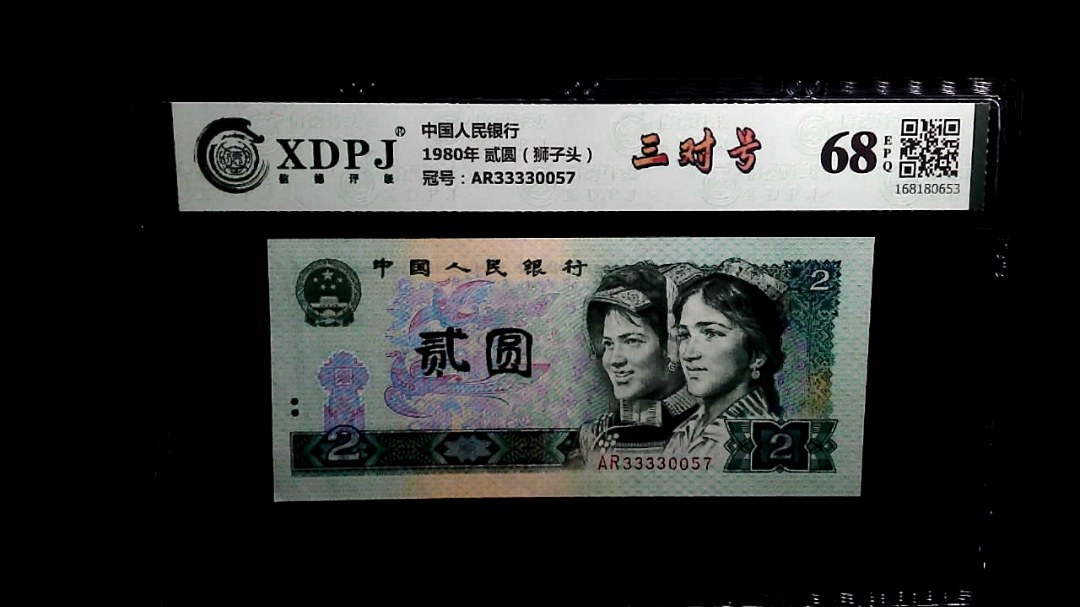 XDPJ®
中国人民银行
1980年 贰圆（狮子头）
冠号：AR33330057
三对号
68
EPQ
168180653
中国人民银行
2
贰圆
2
AR33330057
2